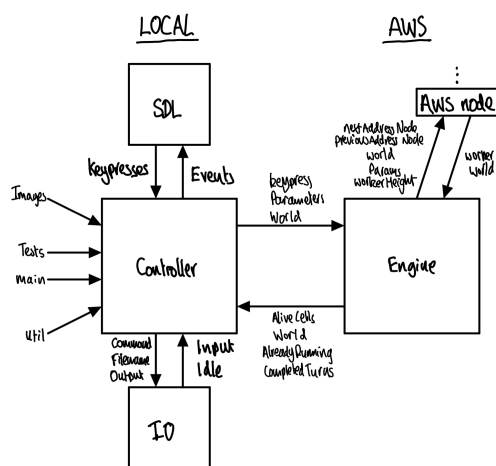 LOCAL
AWS
SDL
⋮
AWS node
nextAddress Node
previousAddress Node
World
Params
workerHeight
worker
world
Keypresses
Events
Images
Tests
main
util
Controller
keypress
Parameters
World
Engine
Alive Cells
World
AlreadyRunning
Completed Turns
Command
Filename
Output
Input
Idle
IO